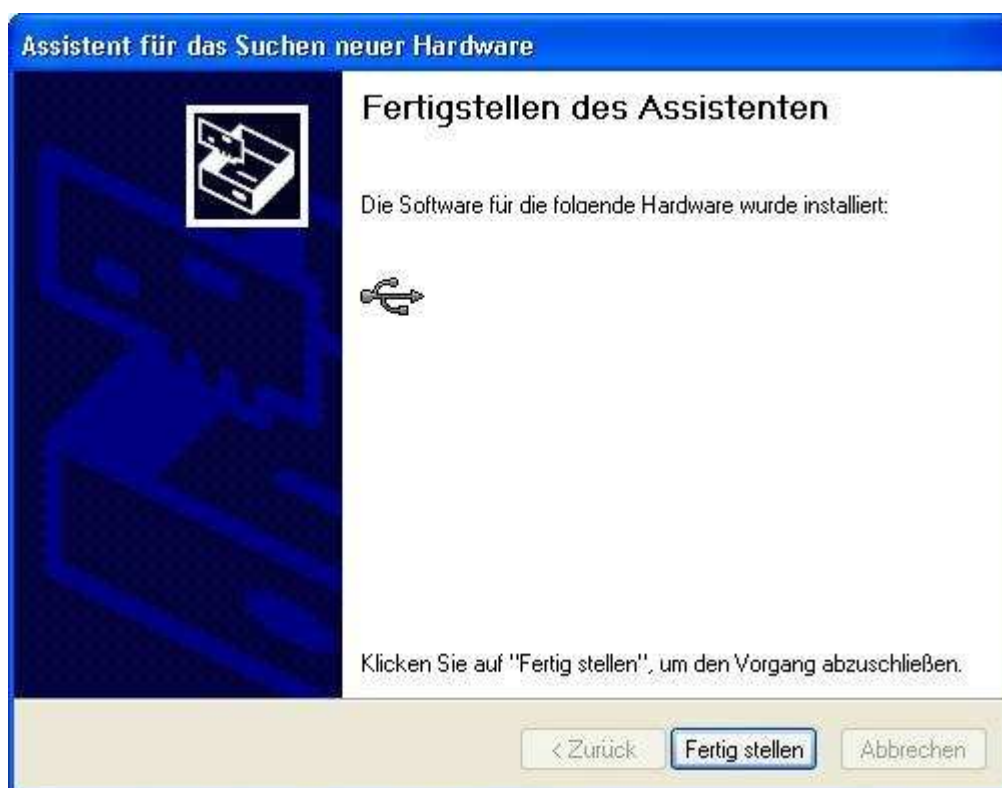 Assistent für das Suchen neuer Hardware
Fertigstellen des Assistenten
Die Software für die folgende Hardware wurde installiert:
Klicken Sie auf "Fertig stellen", um den Vorgang abzuschließen.
< Zurück Fertig stellen Abbrechen